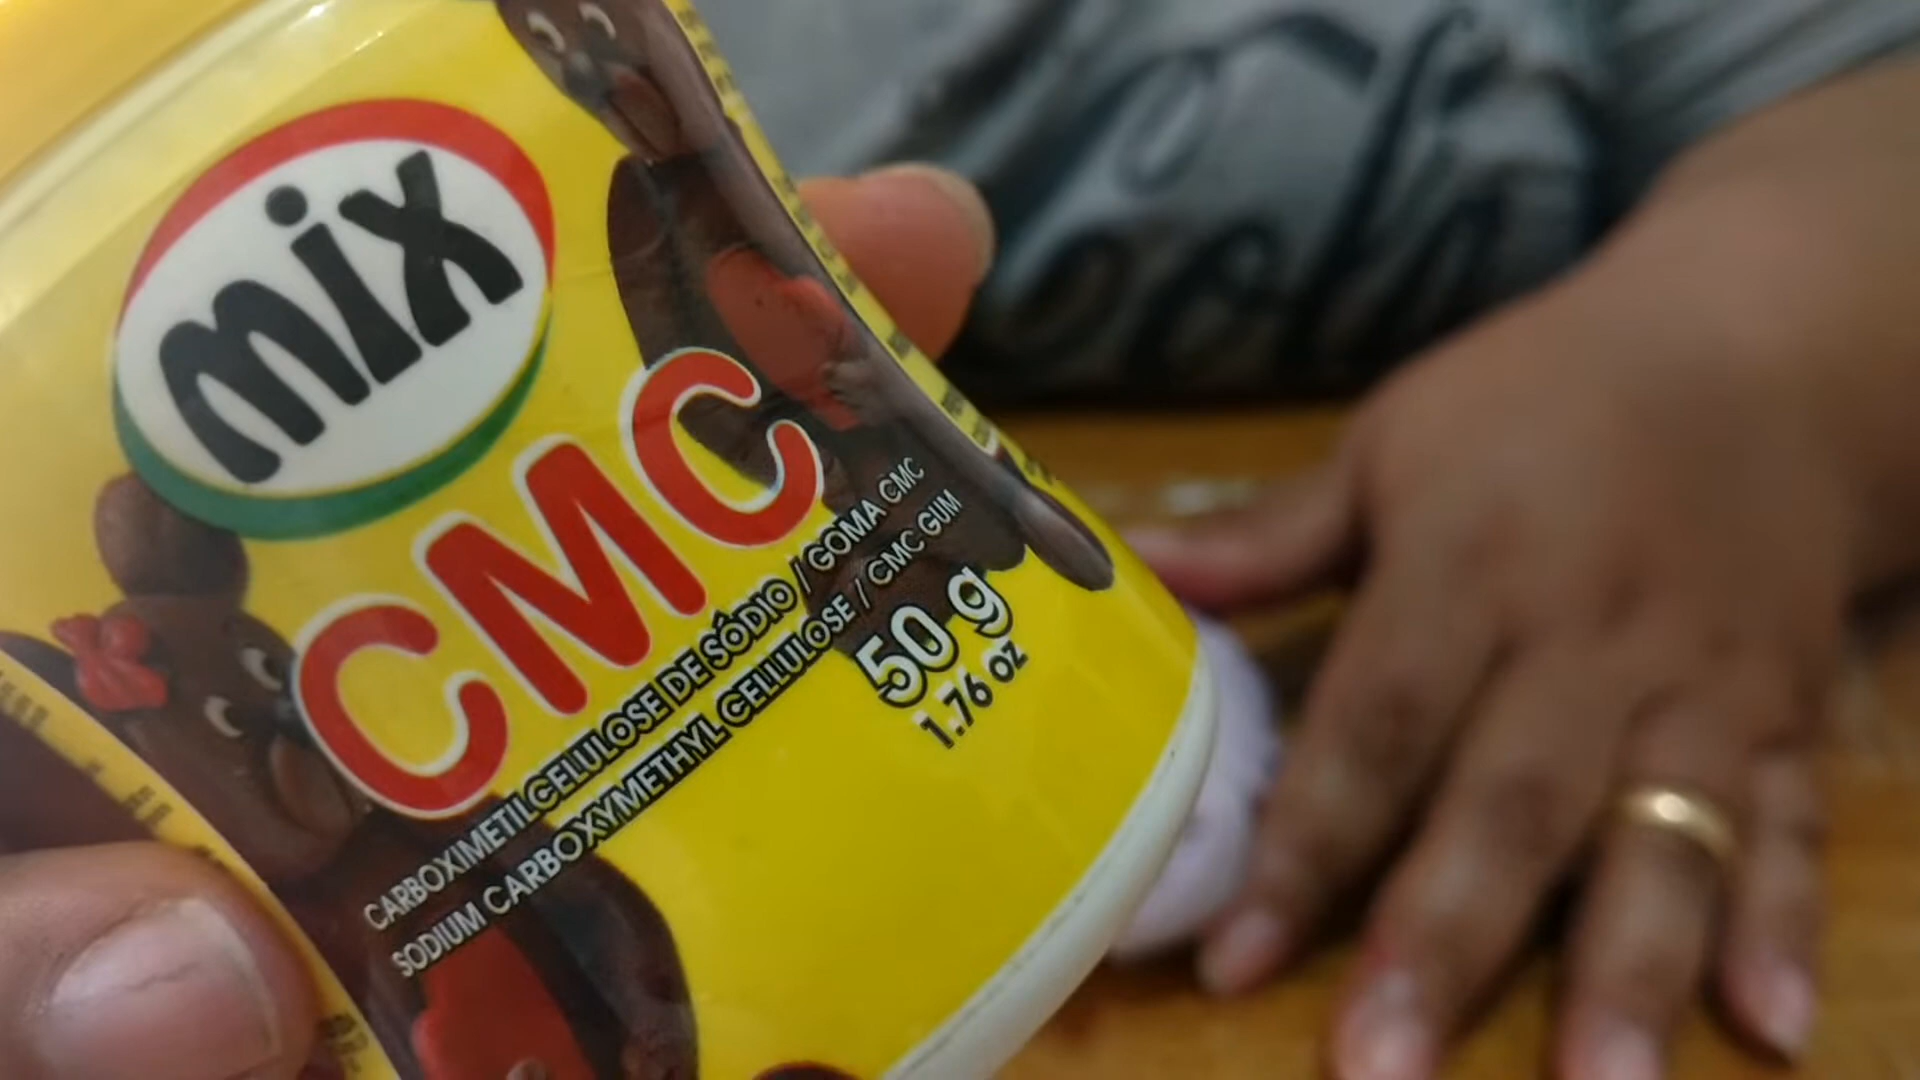 mix
CMC
CARBOXIMETILCELULOSE DE SÓDIO / GOMA CMC
SODIUM CARBOXYMETHYL CELLULOSE / CMC GUM
50 g
1.76 oz